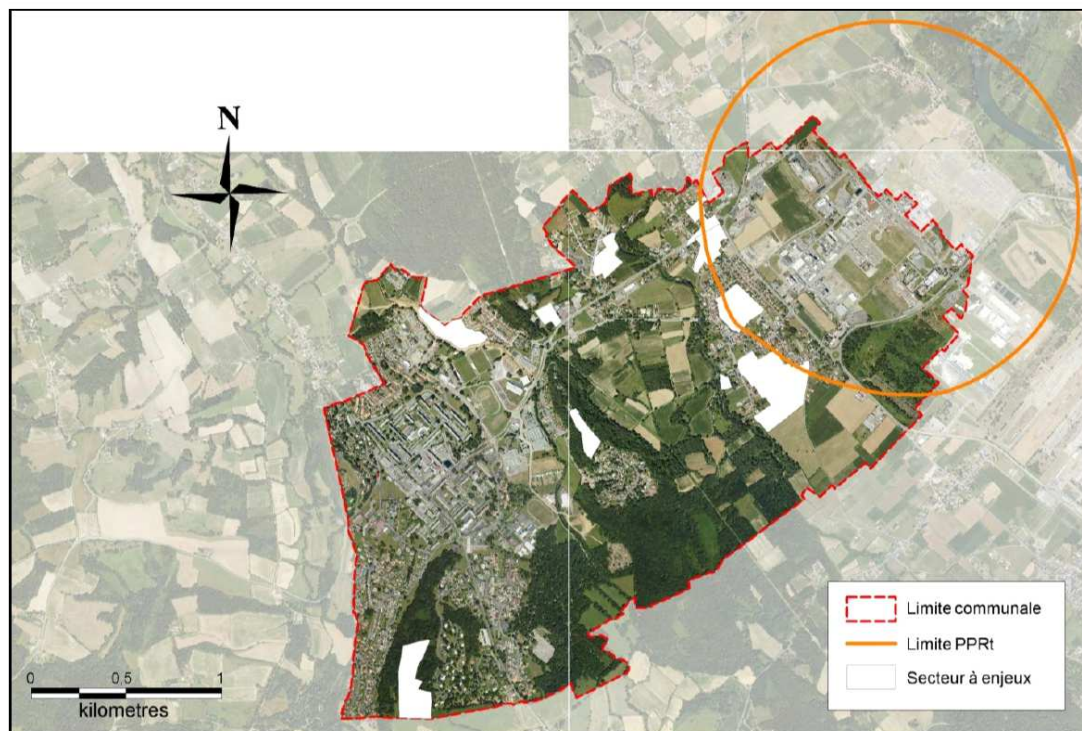 N
Limite communale
Limite PPRt
Secteur à enjeux
0 0,5 1
kilometres